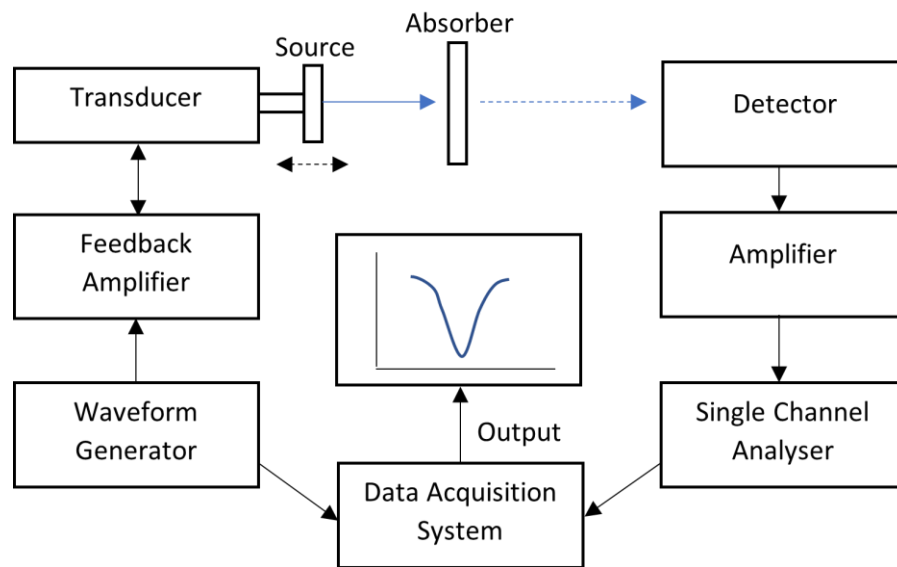 Absorber
Source
Transducer
Detector
Feedback
Amplifier
Amplifier
Waveform
Generator
Output
Single Channel
Analyser
Data Acquisition
System